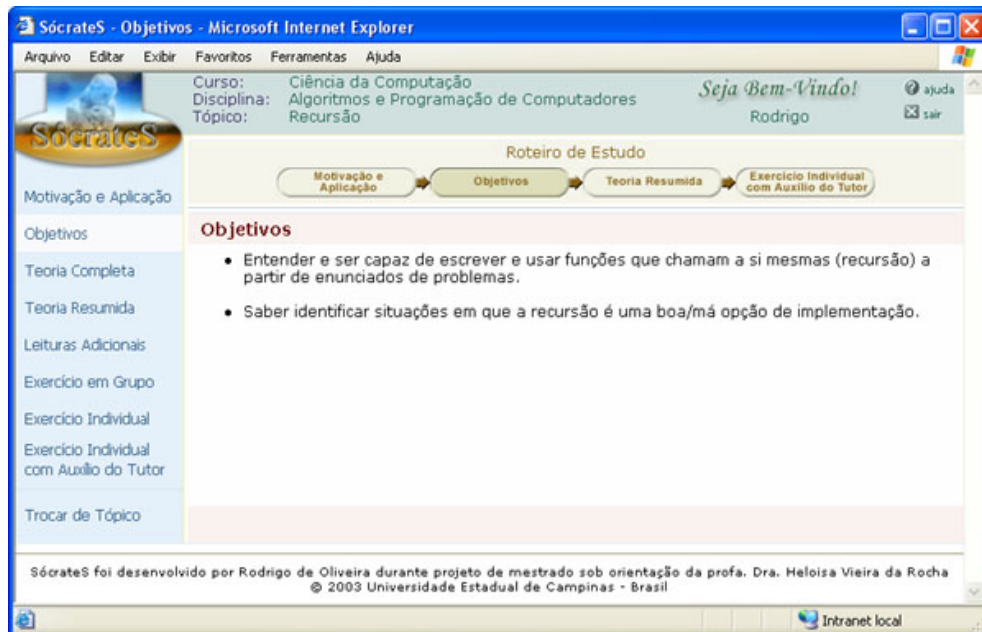 SócrateS - Objetivos - Microsoft Internet Explorer
Arquivo Editar Exibir Favoritos Ferramentas Ajuda
SócrateS
Curso: Ciência da Computação
Disciplina: Algoritmos e Programação de Computadores
Tópico: Recursão
Seja Bem-Vindo!
Rodrigo
ajuda
sair
Roteiro de Estudo
Motivação e
Aplicação
Objetivos
Teoria Resumida
Exercício Individual
com Auxílio do Tutor
Motivação e Aplicação
Objetivos
Teoria Completa
Teoria Resumida
Leituras Adicionais
Exercício em Grupo
Exercício Individual
Exercício Individual
com Auxílio do Tutor
Trocar de Tópico
Objetivos
• Entender e ser capaz de escrever e usar funções que chamam a si mesmas (recursão) a
partir de enunciados de problemas.
• Saber identificar situações em que a recursão é uma boa/má opção de implementação.
SócrateS foi desenvolvido por Rodrigo de Oliveira durante projeto de mestrado sob orientação da profa. Dra. Heloisa Vieira da Rocha
© 2003 Universidade Estadual de Campinas - Brasil
Intranet local